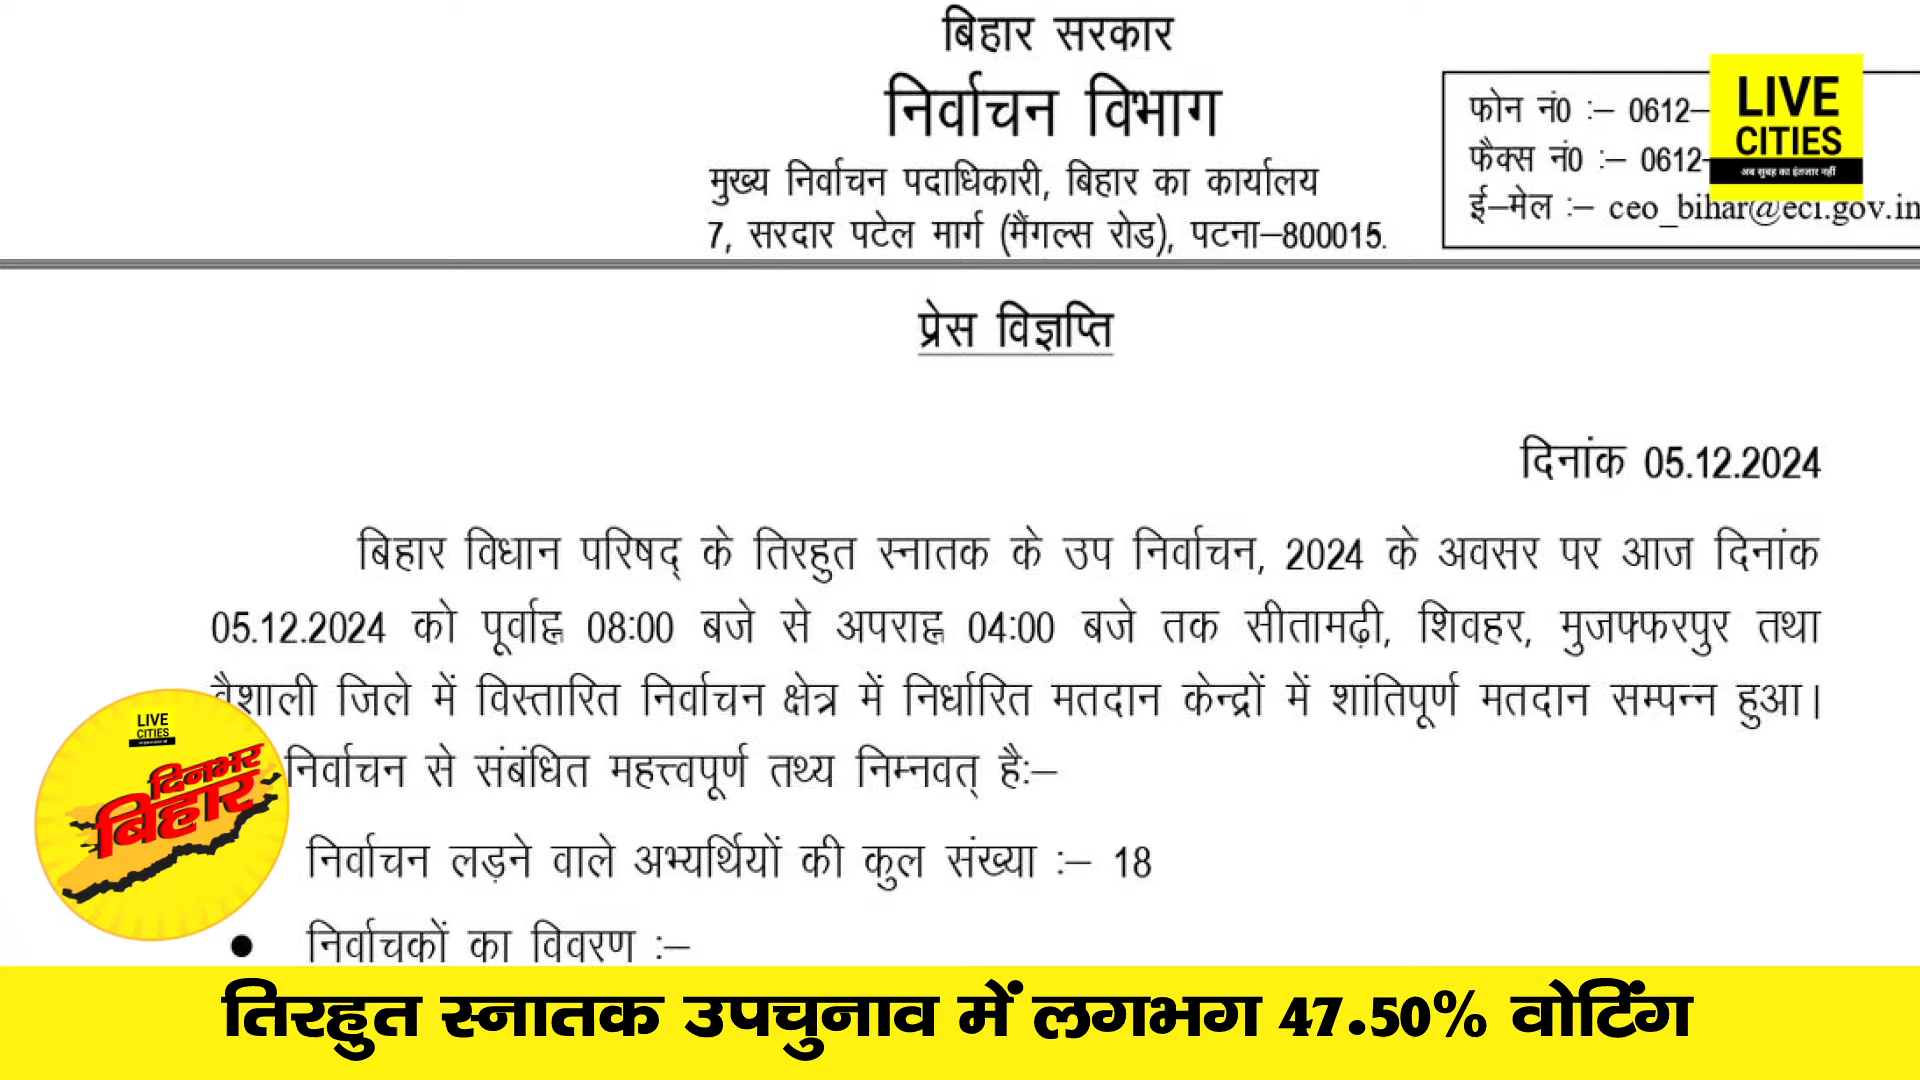 बिहार सरकार
निर्वाचन विभाग
मुख्य निर्वाचन पदाधिकारी, बिहार का कार्यालय
7, सरदार पटेल मार्ग (मैंगल्स रोड), पटना–800015.
फोन नं0 :– 0612–
फैक्स नं0 :– 0612-
ई–मेल :– ceo_bihar@eci.gov.in
LIVE
CITIES
अब सुबह का इंतजार नहीं
प्रेस विज्ञप्ति
दिनांक 05.12.2024
बिहार विधान परिषद् के तिरहुत स्नातक के उप निर्वाचन, 2024 के अवसर पर आज दिनांक
05.12.2024 को पूर्वाह्न 08:00 बजे से अपराह्न 04:00 बजे तक सीतामढ़ी, शिवहर, मुजफ्फरपुर तथा
वैशाली जिले में विस्तारित निर्वाचन क्षेत्र में निर्धारित मतदान केन्द्रों में शांतिपूर्ण मतदान सम्पन्न हुआ।
निर्वाचन से संबंधित महत्त्वपूर्ण तथ्य निम्नवत् है:–
निर्वाचन लड़ने वाले अभ्यर्थियों की कुल संख्या :– 18
● निर्वाचकों का विवरण :–
LIVE
CITIES
दिनभर
बिहार
तिरहुत स्नातक उपचुनाव में लगभग 47.50% वोटिंग